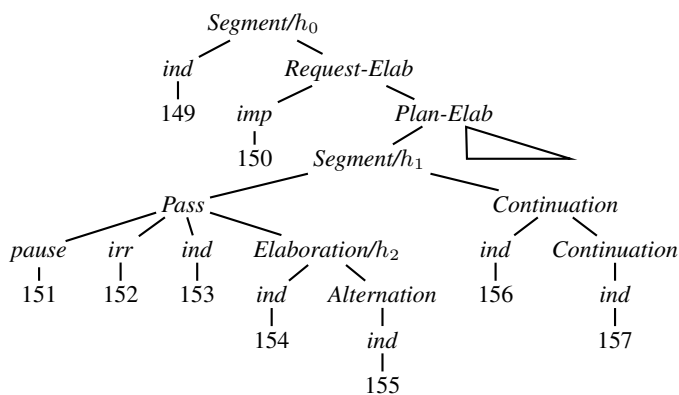 Segment/h₀
ind Request-Elab
149 imp Plan-Elab
150 Segment/h₁
Pass Continuation
pause irr ind Elaboration/h₂ ind Continuation
151 152 153 ind Alternation 156 ind
154 ind 157
155